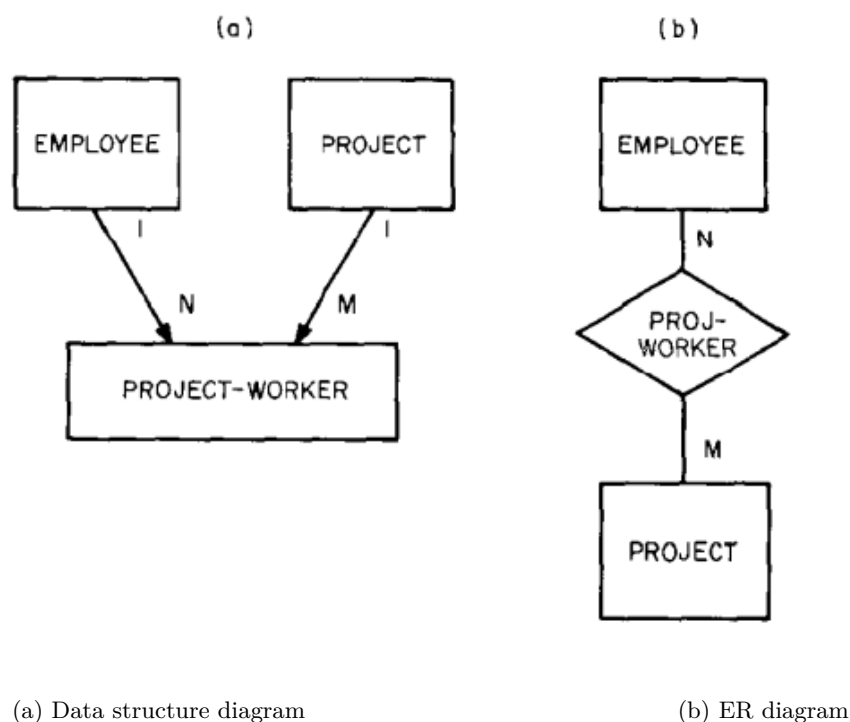 (a)
(b)
EMPLOYEE
PROJECT
EMPLOYEE
I
I
N
N
M
PROJ-
WORKER
PROJECT-WORKER
M
PROJECT
(a) Data structure diagram
(b) ER diagram